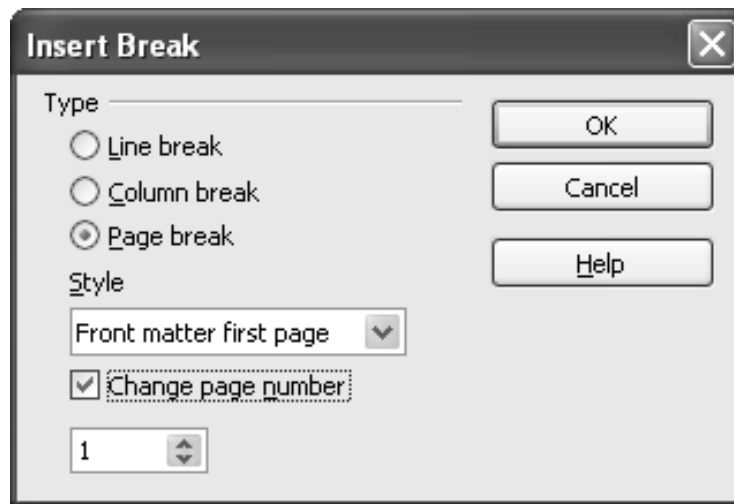 Insert Break
Type
Line break
Column break
Page break
Style
Front matter first page
Change page number
1
OK
Cancel
Help